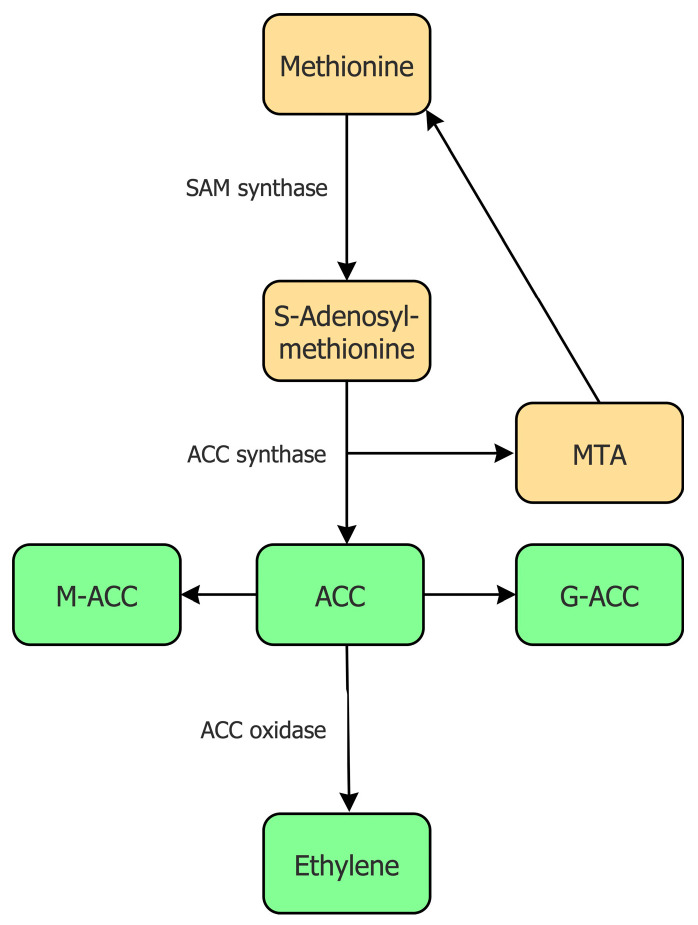 Methionine
SAM synthase
S-Adenosyl-
methionine
ACC synthase
MTA
M-ACC
ACC
G-ACC
ACC oxidase
Ethylene